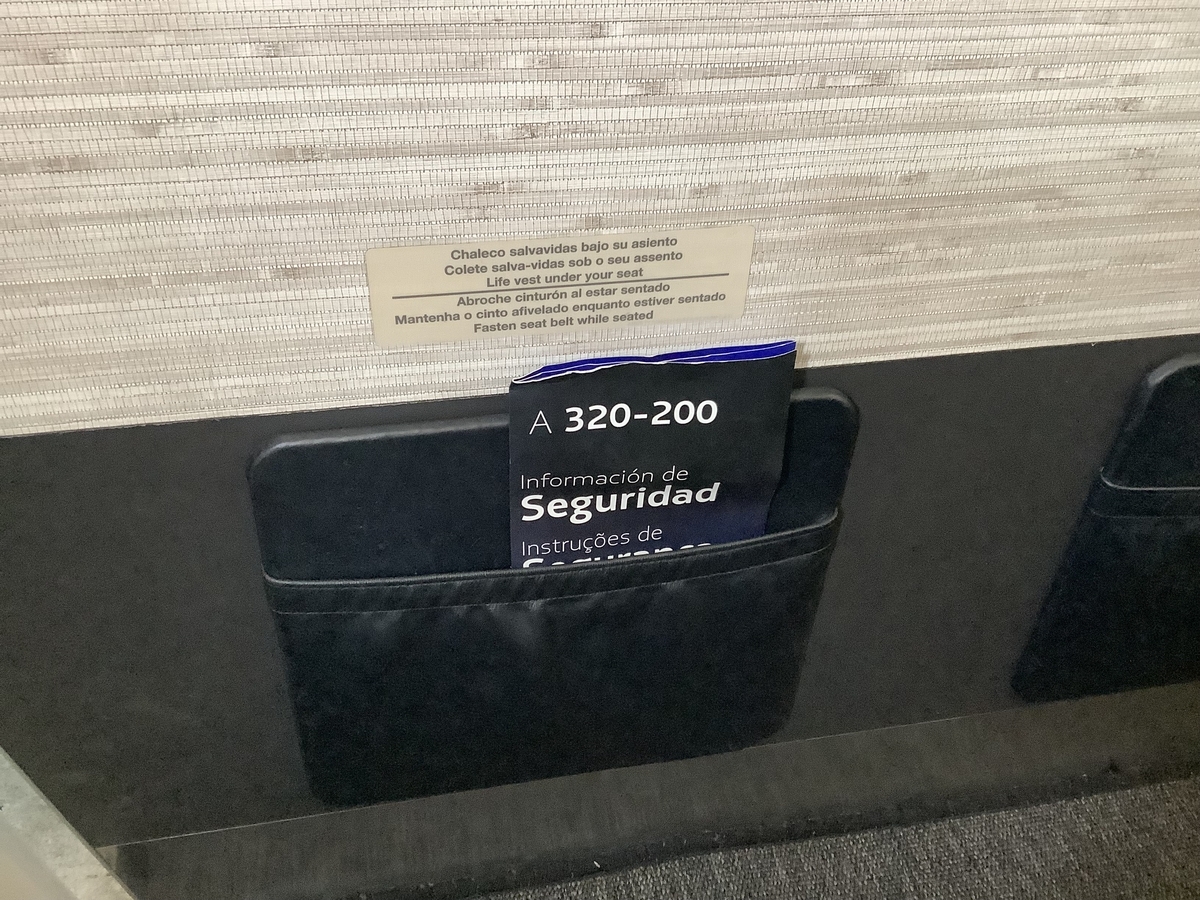 Chaleco salvavidas bajo su asiento
Colete salva-vidas sob o seu assento
Life vest under your seat
Abroche cinturón al estar sentado
Mantenha o cinto afivelado enquanto estiver sentado
Fasten seat belt while seated
A 320-200
Información de
Seguridad
Instruções de